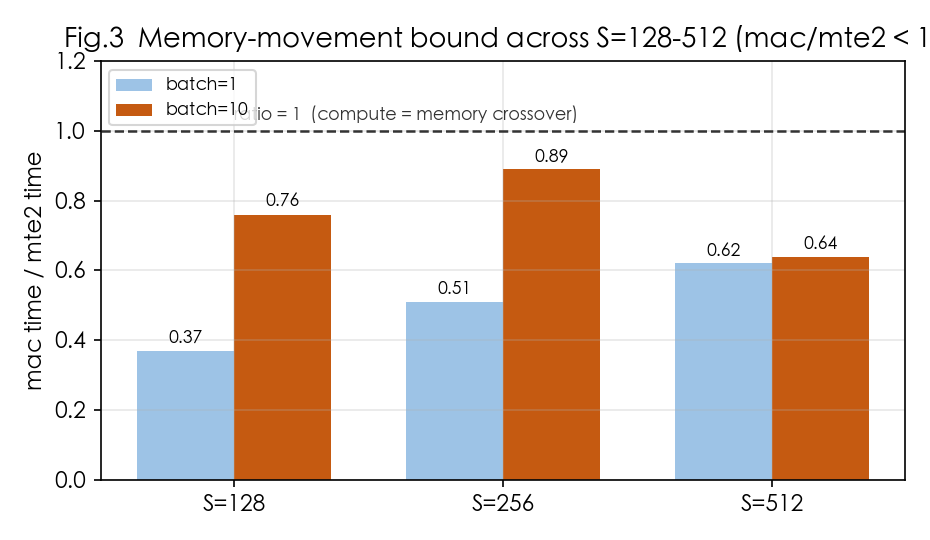 Fig.3 Memory-movement bound across S=128-512 (mac/mte2 < 1
1.2
batch=1
batch=10
tio = 1 (compute = memory crossover)
1.0
0.89
0.8
0.76
0.62
0.64
0.6
0.51
0.4
0.37
0.2
0.0
mac time / mte2 time
S=128
S=256
S=512